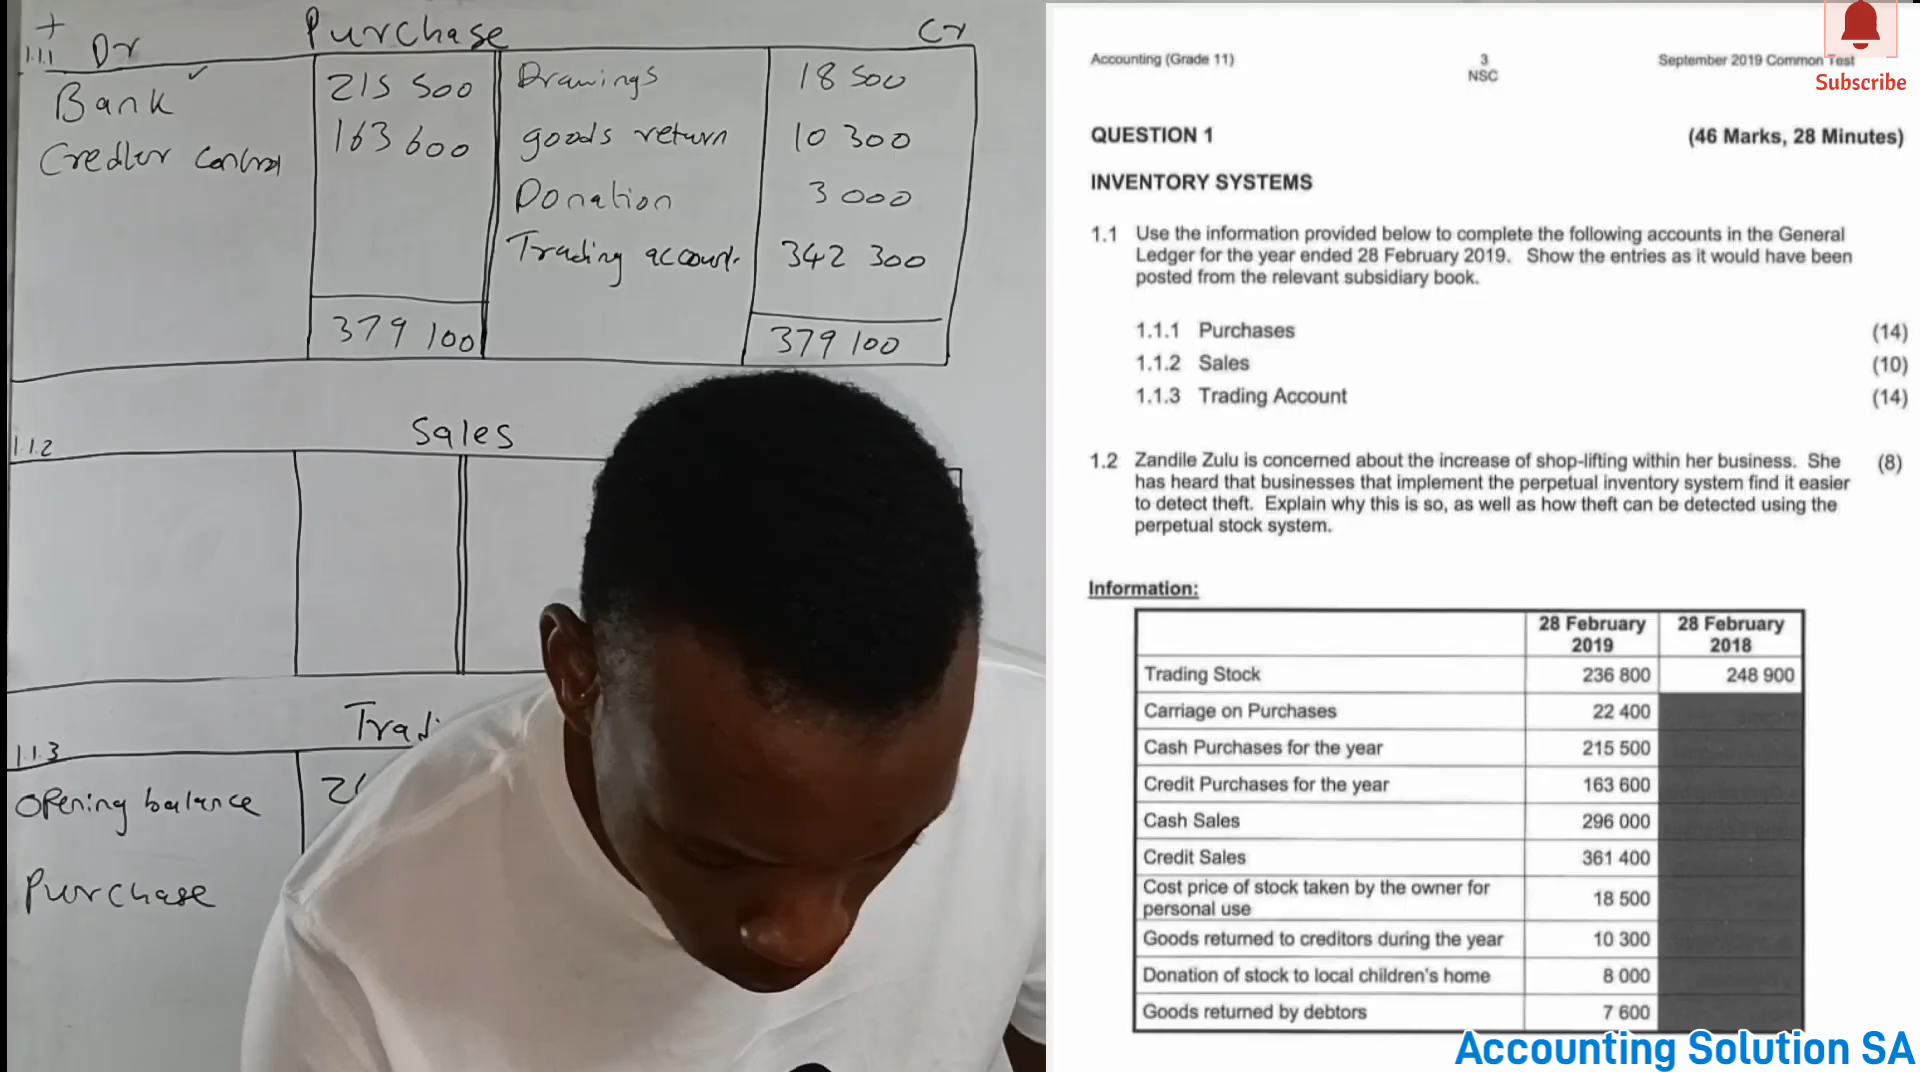 +
1.1.1 Dr Purchase Cr
Bank ✓ 215 500 Drawings 18 500
Creditor control 163 600 goods return 10 300
Donation 3 000
Trading account. 342 300
379 100 379 100
1.1.2 Sales
1.1.3
Opening balance
Purchase
Subscribe
Accounting (Grade 11) 3 September 2019 Common Test
NSC
QUESTION 1 (46 Marks, 28 Minutes)
INVENTORY SYSTEMS
1.1 Use the information provided below to complete the following accounts in the General
Ledger for the year ended 28 February 2019. Show the entries as it would have been
posted from the relevant subsidiary book.
1.1.1 Purchases (14)
1.1.2 Sales (10)
1.1.3 Trading Account (14)
1.2 Zandile Zulu is concerned about the increase of shop-lifting within her business. She (8)
has heard that businesses that implement the perpetual inventory system find it easier
to detect theft. Explain why this is so, as well as how theft can be detected using the
perpetual stock system.
Information:
28 February 28 February
2019 2018
Trading Stock 236 800 248 900
Carriage on Purchases 22 400
Cash Purchases for the year 215 500
Credit Purchases for the year 163 600
Cash Sales 296 000
Credit Sales 361 400
Cost price of stock taken by the owner for
personal use 18 500
Goods returned to creditors during the year 10 300
Donation of stock to local children's home 8 000
Goods returned by debtors 7 600
Accounting Solution SA